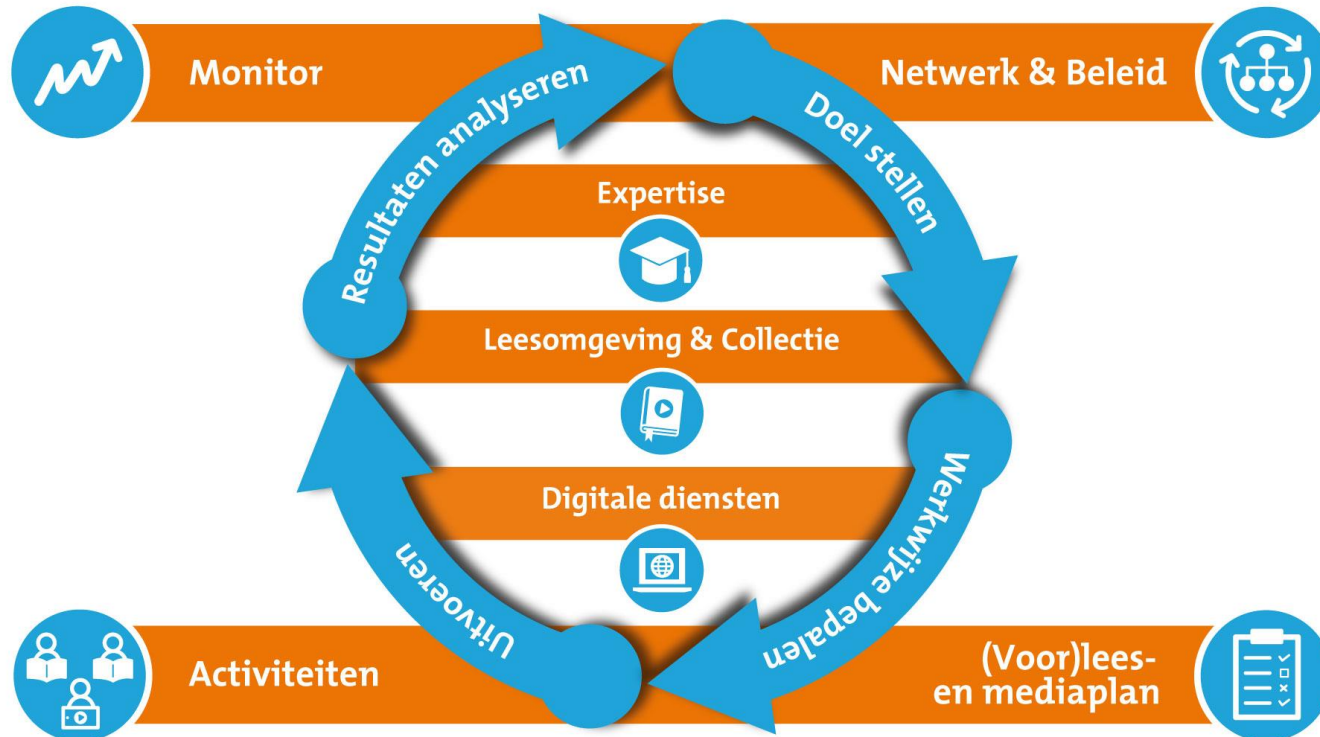 Monitor
Netwerk & Beleid
Resultaten analyseren
Doel stellen
Expertise
Leesomgeving & Collectie
Digitale diensten
Werkwijze bepalen
Uitvoeren
Activiteiten
(Voor)lees-
en mediaplan